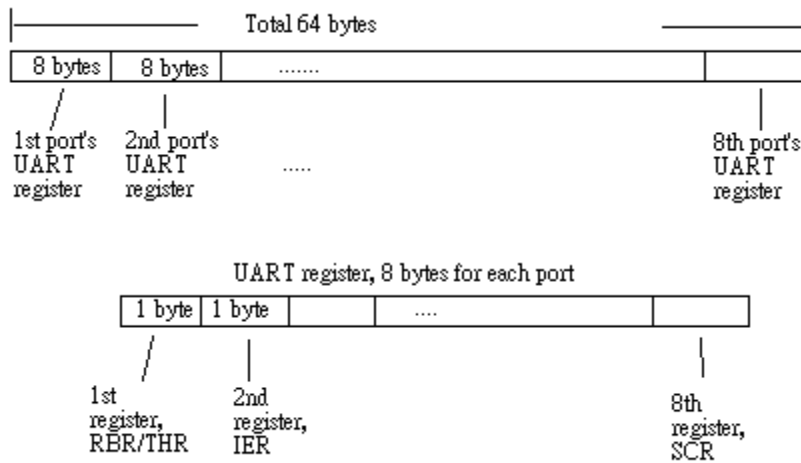 Total 64 bytes
8 bytes 8 bytes .......
1st port's
UART
register
2nd port's
UART
register
.....
8th port's
UART
register
UART register, 8 bytes for each port
1 byte 1 byte ....
1st
register,
RBR/THR
2nd
register,
IER
8th
register,
SCR